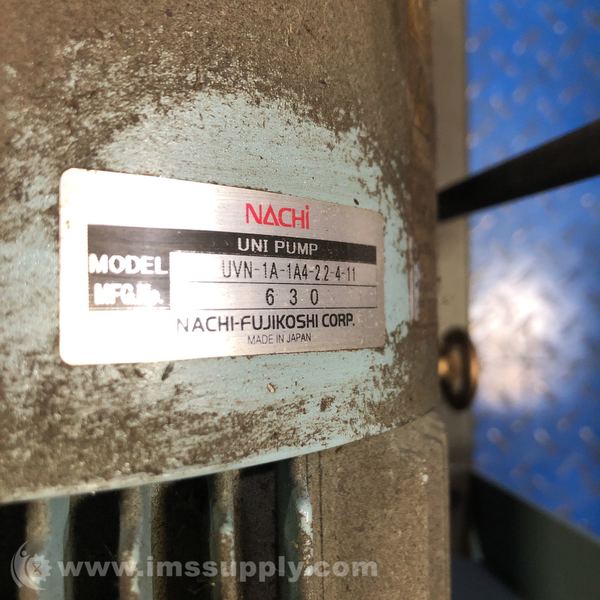 NACHi
UNI PUMP
MODEL UVN-1A-1A4-2.2-4-11
MFG.No. 630
NACHI-FUJIKOSHI CORP.
MADE IN JAPAN
www.imssupply.com